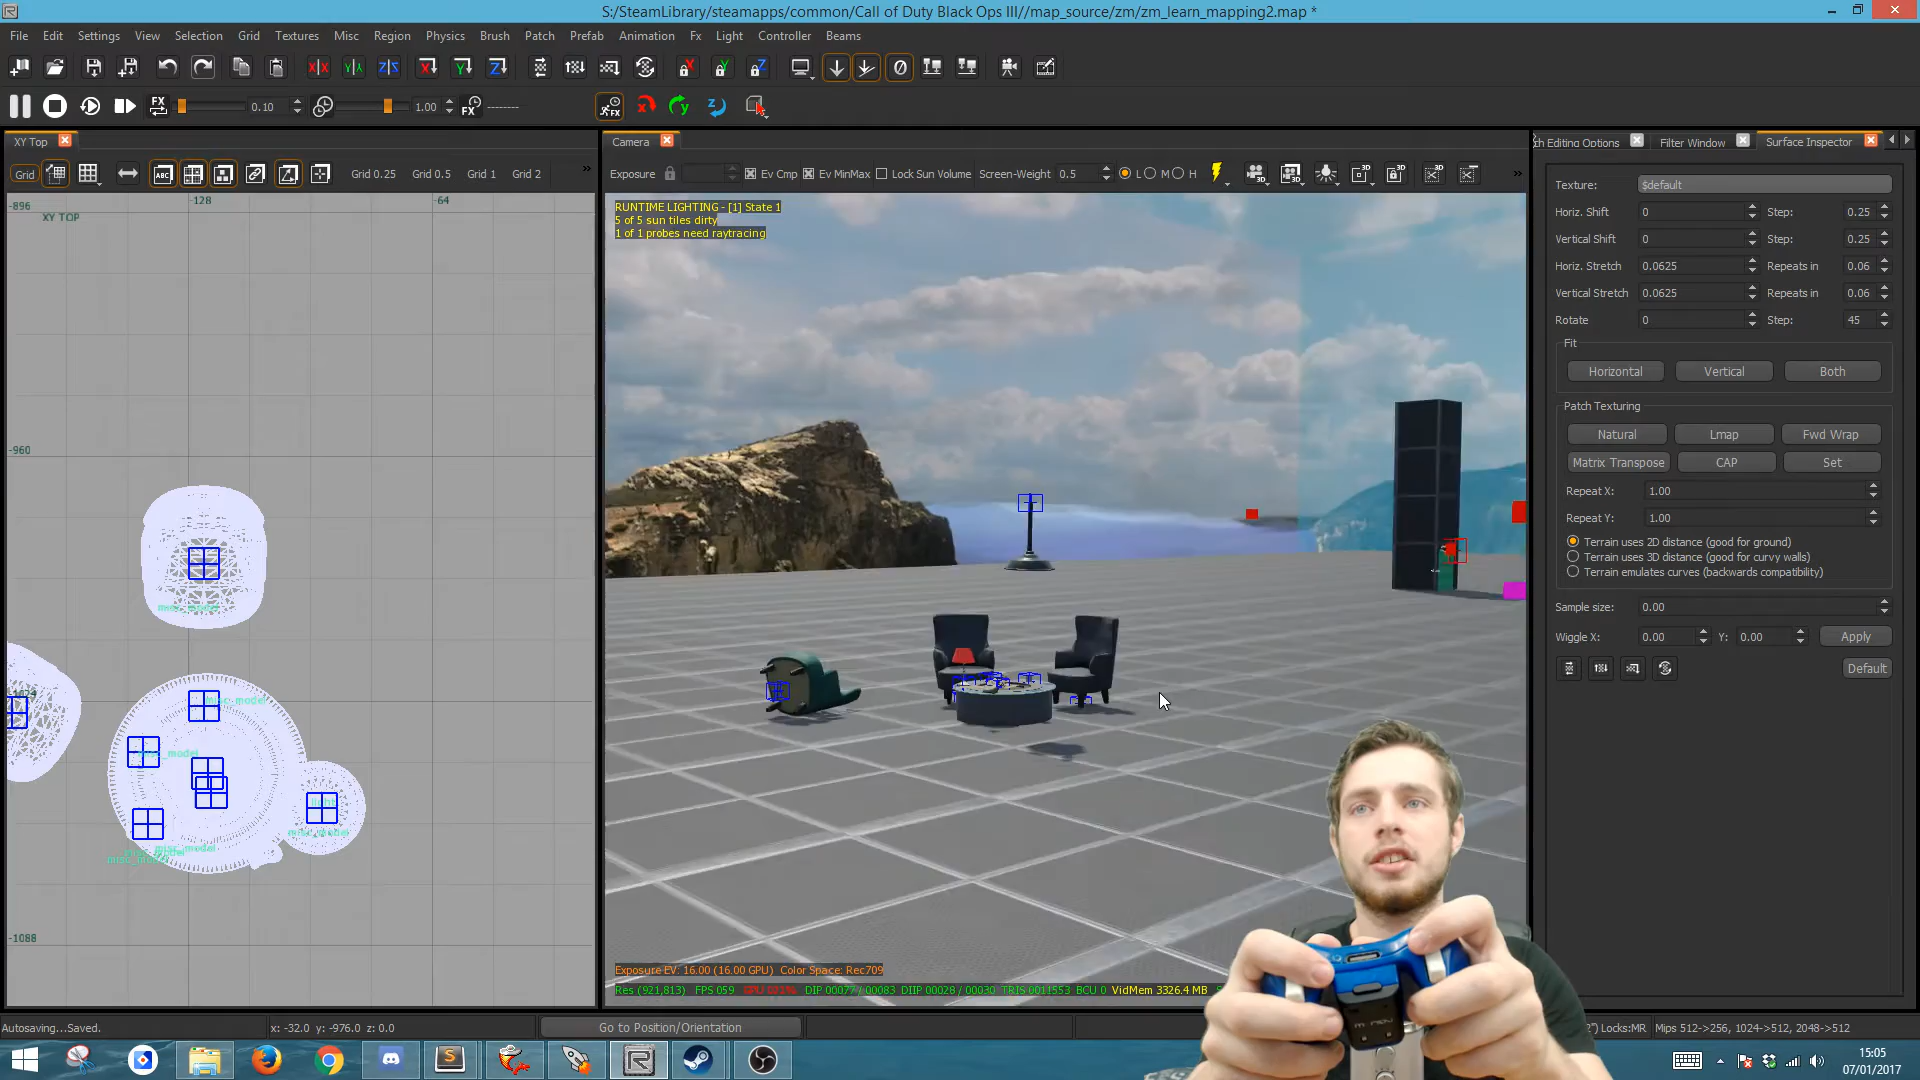 S:/SteamLibrary/steamapps/common/Call of Duty Black Ops III//map_source/zm/zm_learn_mapping2.map *
File Edit Settings View Selection Grid Textures Misc Region Physics Brush Patch Prefab Animation Fx Light Controller Beams
FX 0.10 1.00 FX --------
XY Top
Camera
Filter Window
Surface Inspector
Grid
ABC
Grid 0.25 Grid 0.5 Grid 1 Grid 2
Exposure Ev Cmp Ev MinMax Lock Sun Volume Screen-Weight 0.5 L M H
-896 XY TOP -128 -64
-960
-1088
misc_model
misc_model
misc_model
light
misc_model
misc_model
RUNTIME LIGHTING - [1] State 1
5 of 5 sun tiles dirty
1 of 1 probes need raytracing
Exposure EV: 16.00 (16.00 GPU) Color Space: Rec709
Res (921,813) FPS 059 DIP 00077 / 00083 DIIP 00028 / 00030 TRIS 0011553 BCU 0 VidMem 3326.4 MB
Texture: $default
Horiz. Shift 0 Step: 0.25
Vertical Shift 0 Step: 0.25
Horiz. Stretch 0.0625 Repeats in 0.06
Vertical Stretch 0.0625 Repeats in 0.06
Rotate 0 Step: 45
Fit
Horizontal Vertical Both
Patch Texturing
Natural Lmap Fwd Wrap
Matrix Transpose CAP Set
Repeat X: 1.00
Repeat Y: 1.00
Terrain uses 2D distance (good for ground)
Terrain uses 3D distance (good for curvy walls)
Terrain emulates curves (backwards compatibility)
Sample size: 0.00
Wiggle X: 0.00 Y: 0.00 Apply
Default
Autosaving...Saved. x: -32.0 y: -976.0 z: 0.0 Go to Position/Orientation Locks:MR Mips 512->256, 1024->512, 2048->512
15:05
07/01/2017